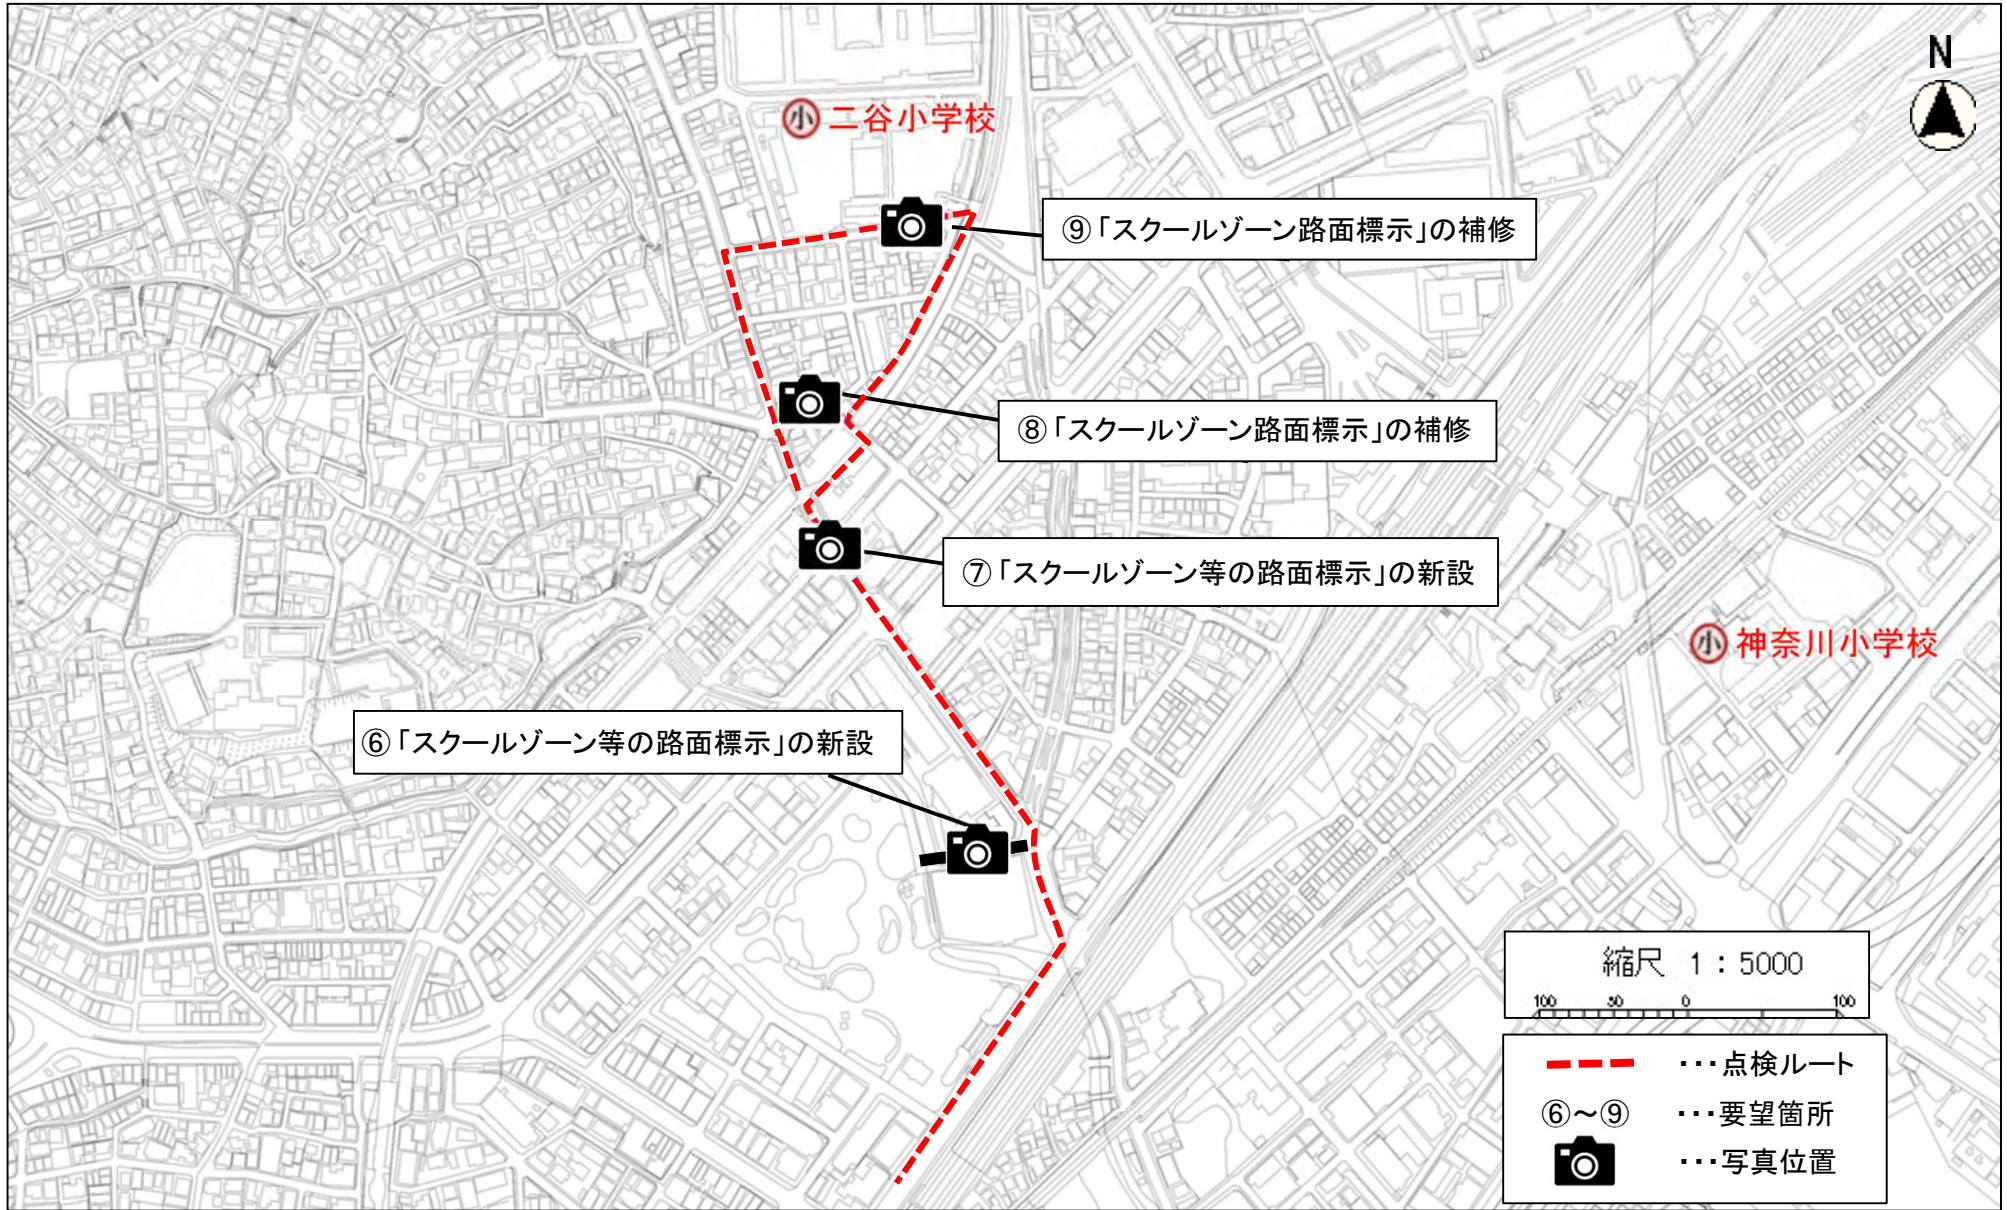 N
小 二谷小学校
⑨「スクールゾーン路面標示」の補修
⑧「スクールゾーン路面標示」の補修
⑦「スクールゾーン等の路面標示」の新設
小 神奈川小学校
⑥「スクールゾーン等の路面標示」の新設
縮尺 1：5000
100 50 0 100
･･･点検ルート
⑥～⑨ ･･･要望箇所
･･･写真位置